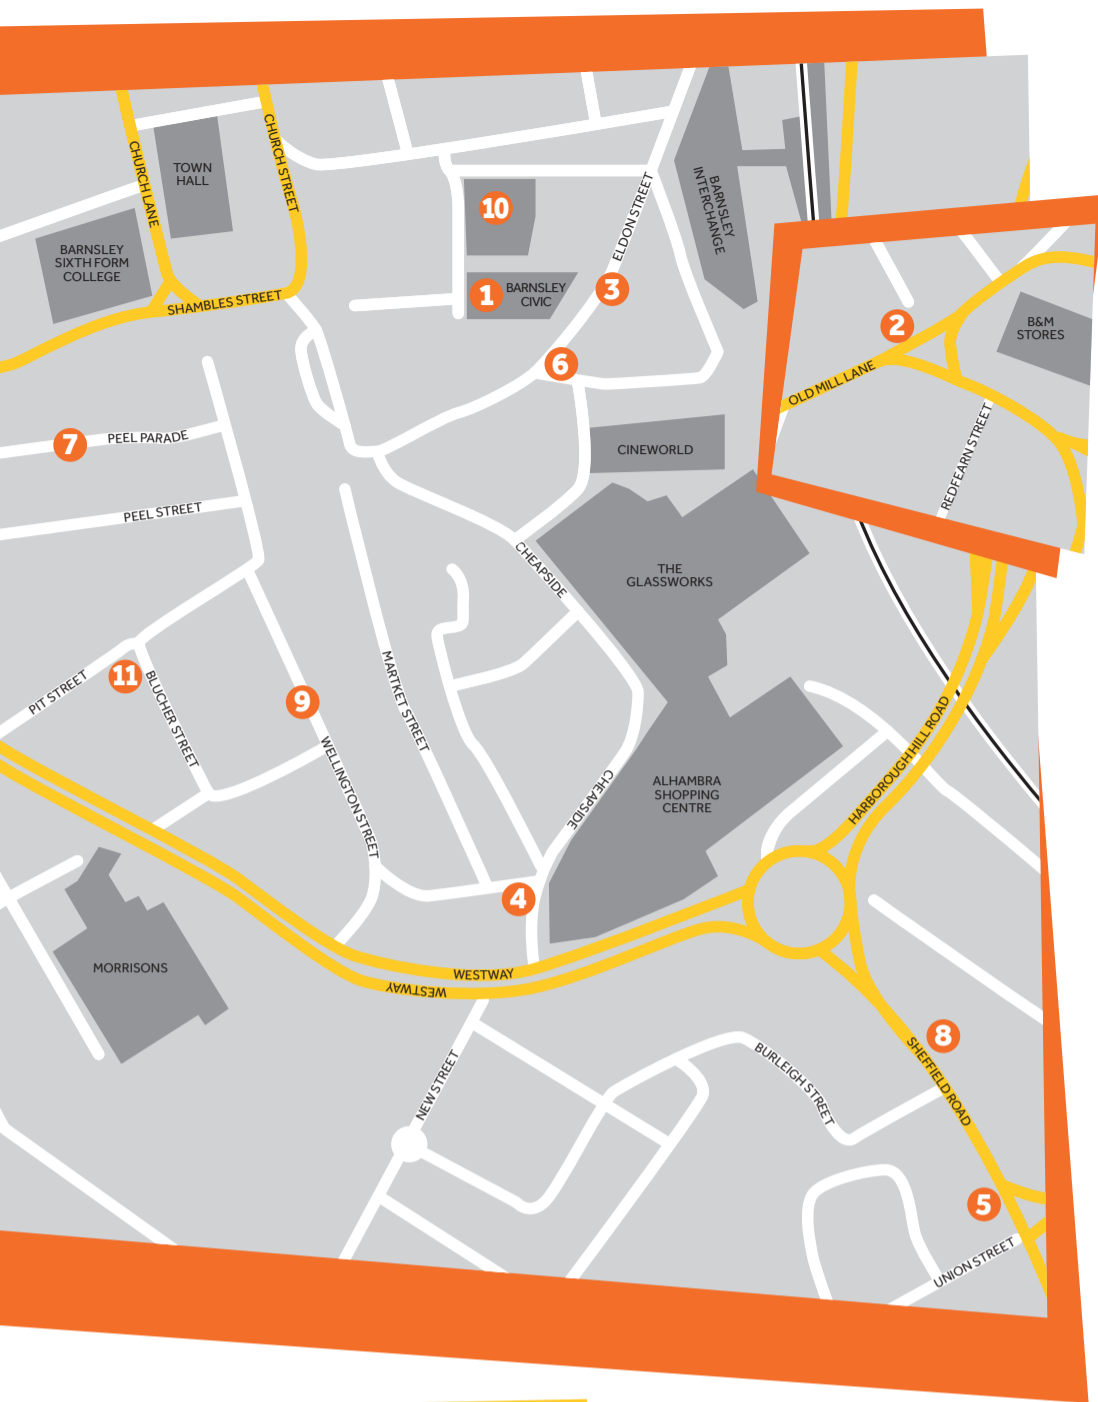 CHURCH LANE
TOWN
HALL
CHURCH STREET
BARNSLEY
SIXTH FORM
COLLEGE
SHAMBLES STREET
10
1
BARNSLEY
CIVIC
ELDON STREET
3
BARNSLEY
INTERCHANGE
6
2
B&M
STORES
OLD MILL LANE
REDFEARN STREET
7
PEEL PARADE
PEEL STREET
CINEWORLD
CHEAPSIDE
THE
GLASSWORKS
PIT STREET
11
BLUCHER STREET
9
MARTKET STREET
WELLINGTON STREET
CHEAPSIDE
ALHAMBRA
SHOPPING
CENTRE
HARBOROUGH HILL ROAD
4
MORRISONS
WESTWAY
WESTWAY
NEW STREET
BURLEIGH STREET
8
SHEFFIELD ROAD
5
UNION STREET